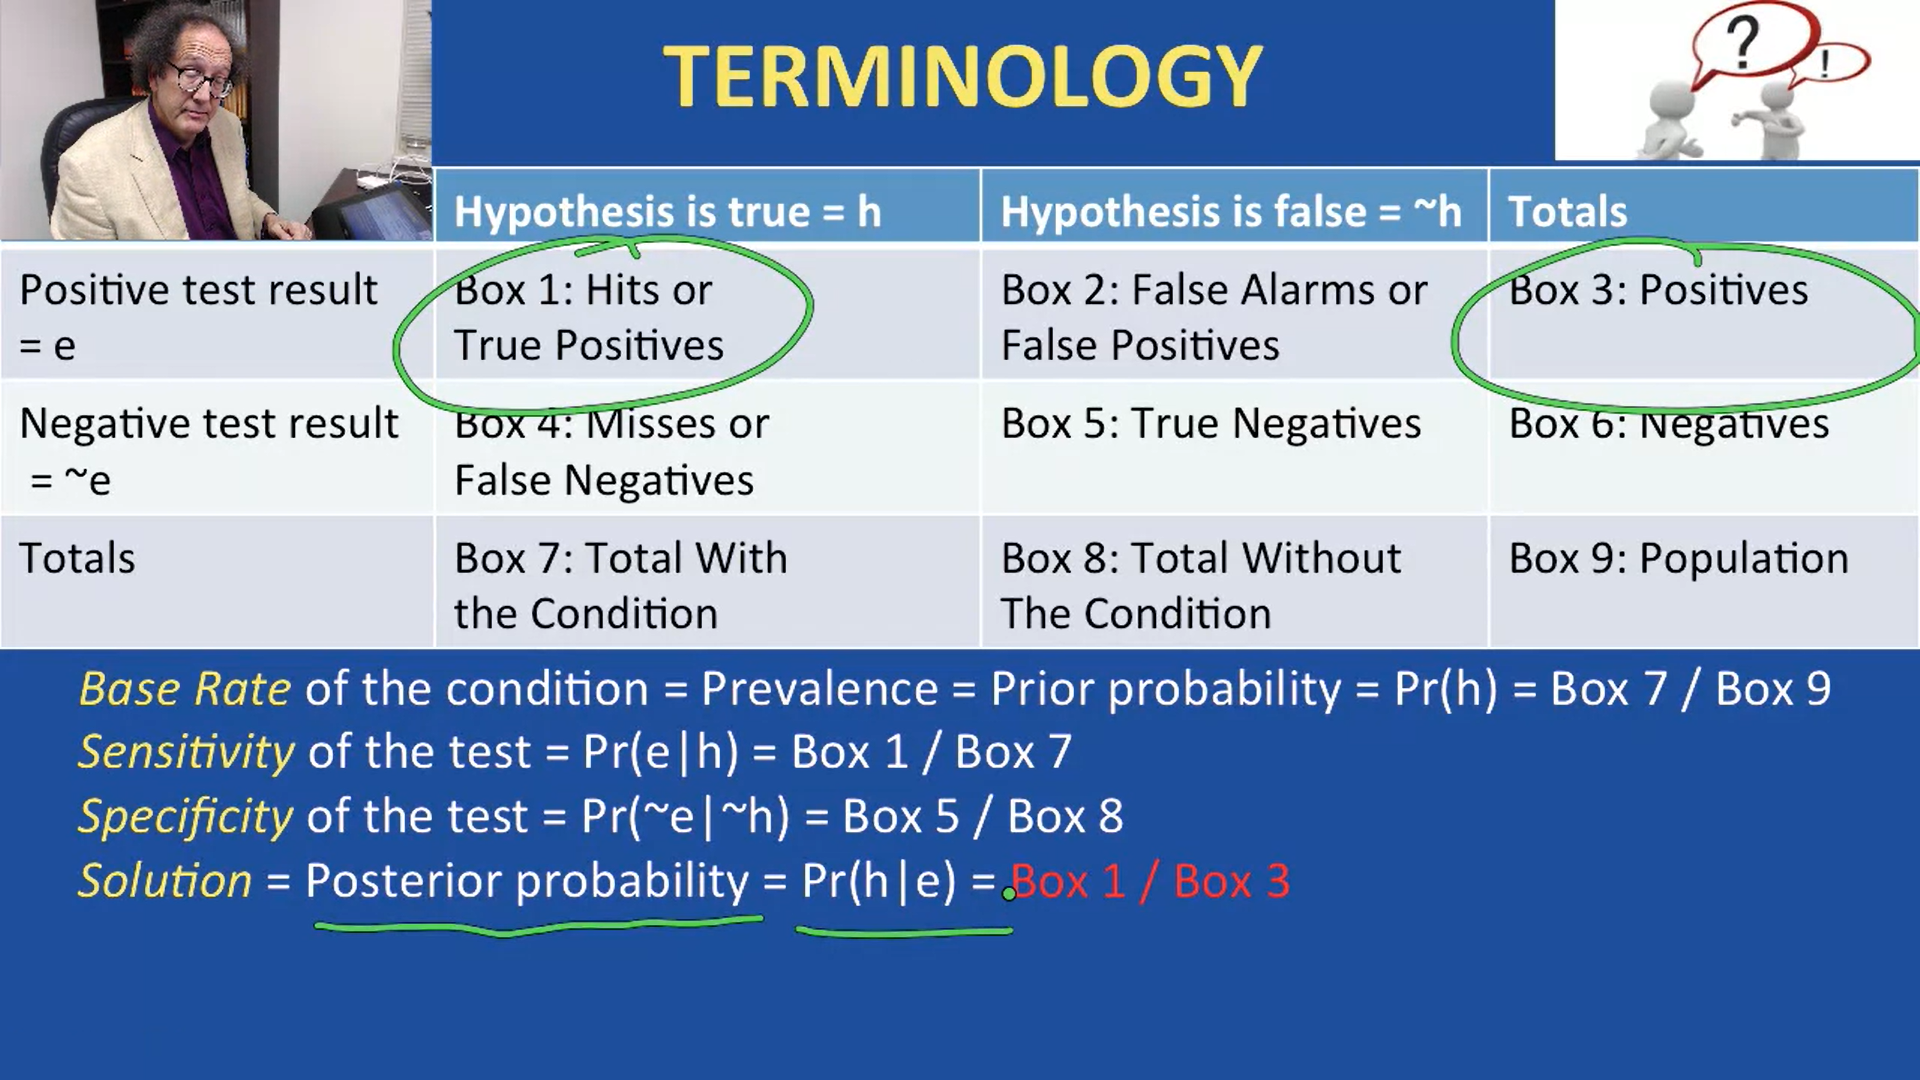 TERMINOLOGY
?
!
Hypothesis is true = h
Hypothesis is false = ~h
Totals
Positive test result
= e
Box 1: Hits or
True Positives
Box 2: False Alarms or
False Positives
Box 3: Positives
Negative test result
= ~e
Box 4: Misses or
False Negatives
Box 5: True Negatives
Box 6: Negatives
Totals
Box 7: Total With
the Condition
Box 8: Total Without
The Condition
Box 9: Population
Base Rate of the condition = Prevalence = Prior probability = Pr(h) = Box 7 / Box 9
Sensitivity of the test = Pr(e|h) = Box 1 / Box 7
Specificity of the test = Pr(~e|~h) = Box 5 / Box 8
Solution = Posterior probability = Pr(h|e) = Box 1 / Box 3